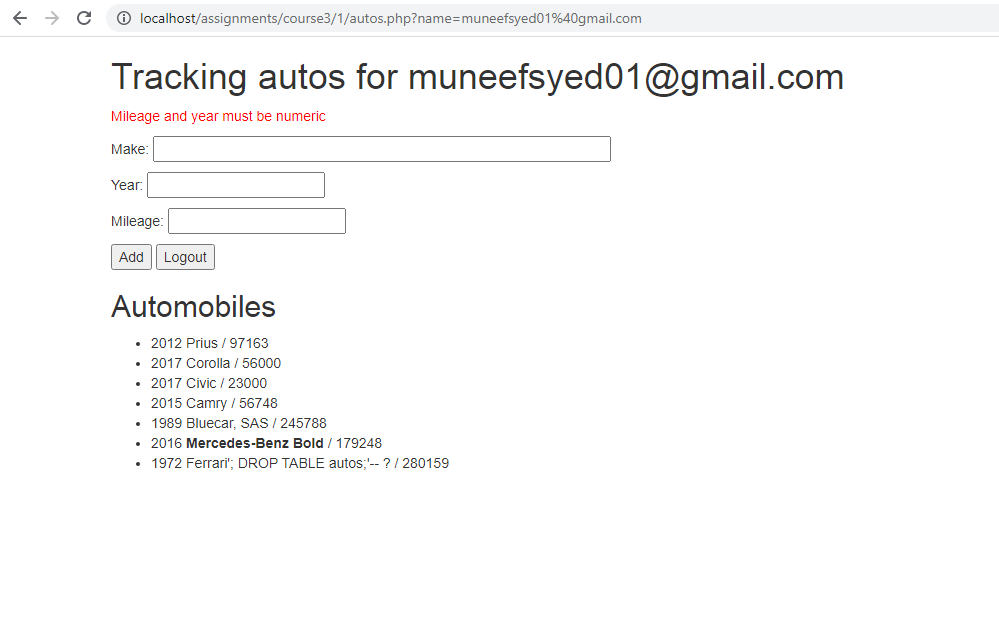 localhost/assignments/course3/1/autos.php?name=muneefsyed01%40gmail.com
Tracking autos for muneefsyed01@gmail.com
Mileage and year must be numeric
Make:
Year:
Mileage:
Add Logout
Automobiles
• 2012 Prius / 97163
• 2017 Corolla / 56000
• 2017 Civic / 23000
• 2015 Camry / 56748
• 1989 Bluecar, SAS / 245788
• 2016 Mercedes-Benz Bold / 179248
• 1972 Ferrari'; DROP TABLE autos;'-- ? / 280159